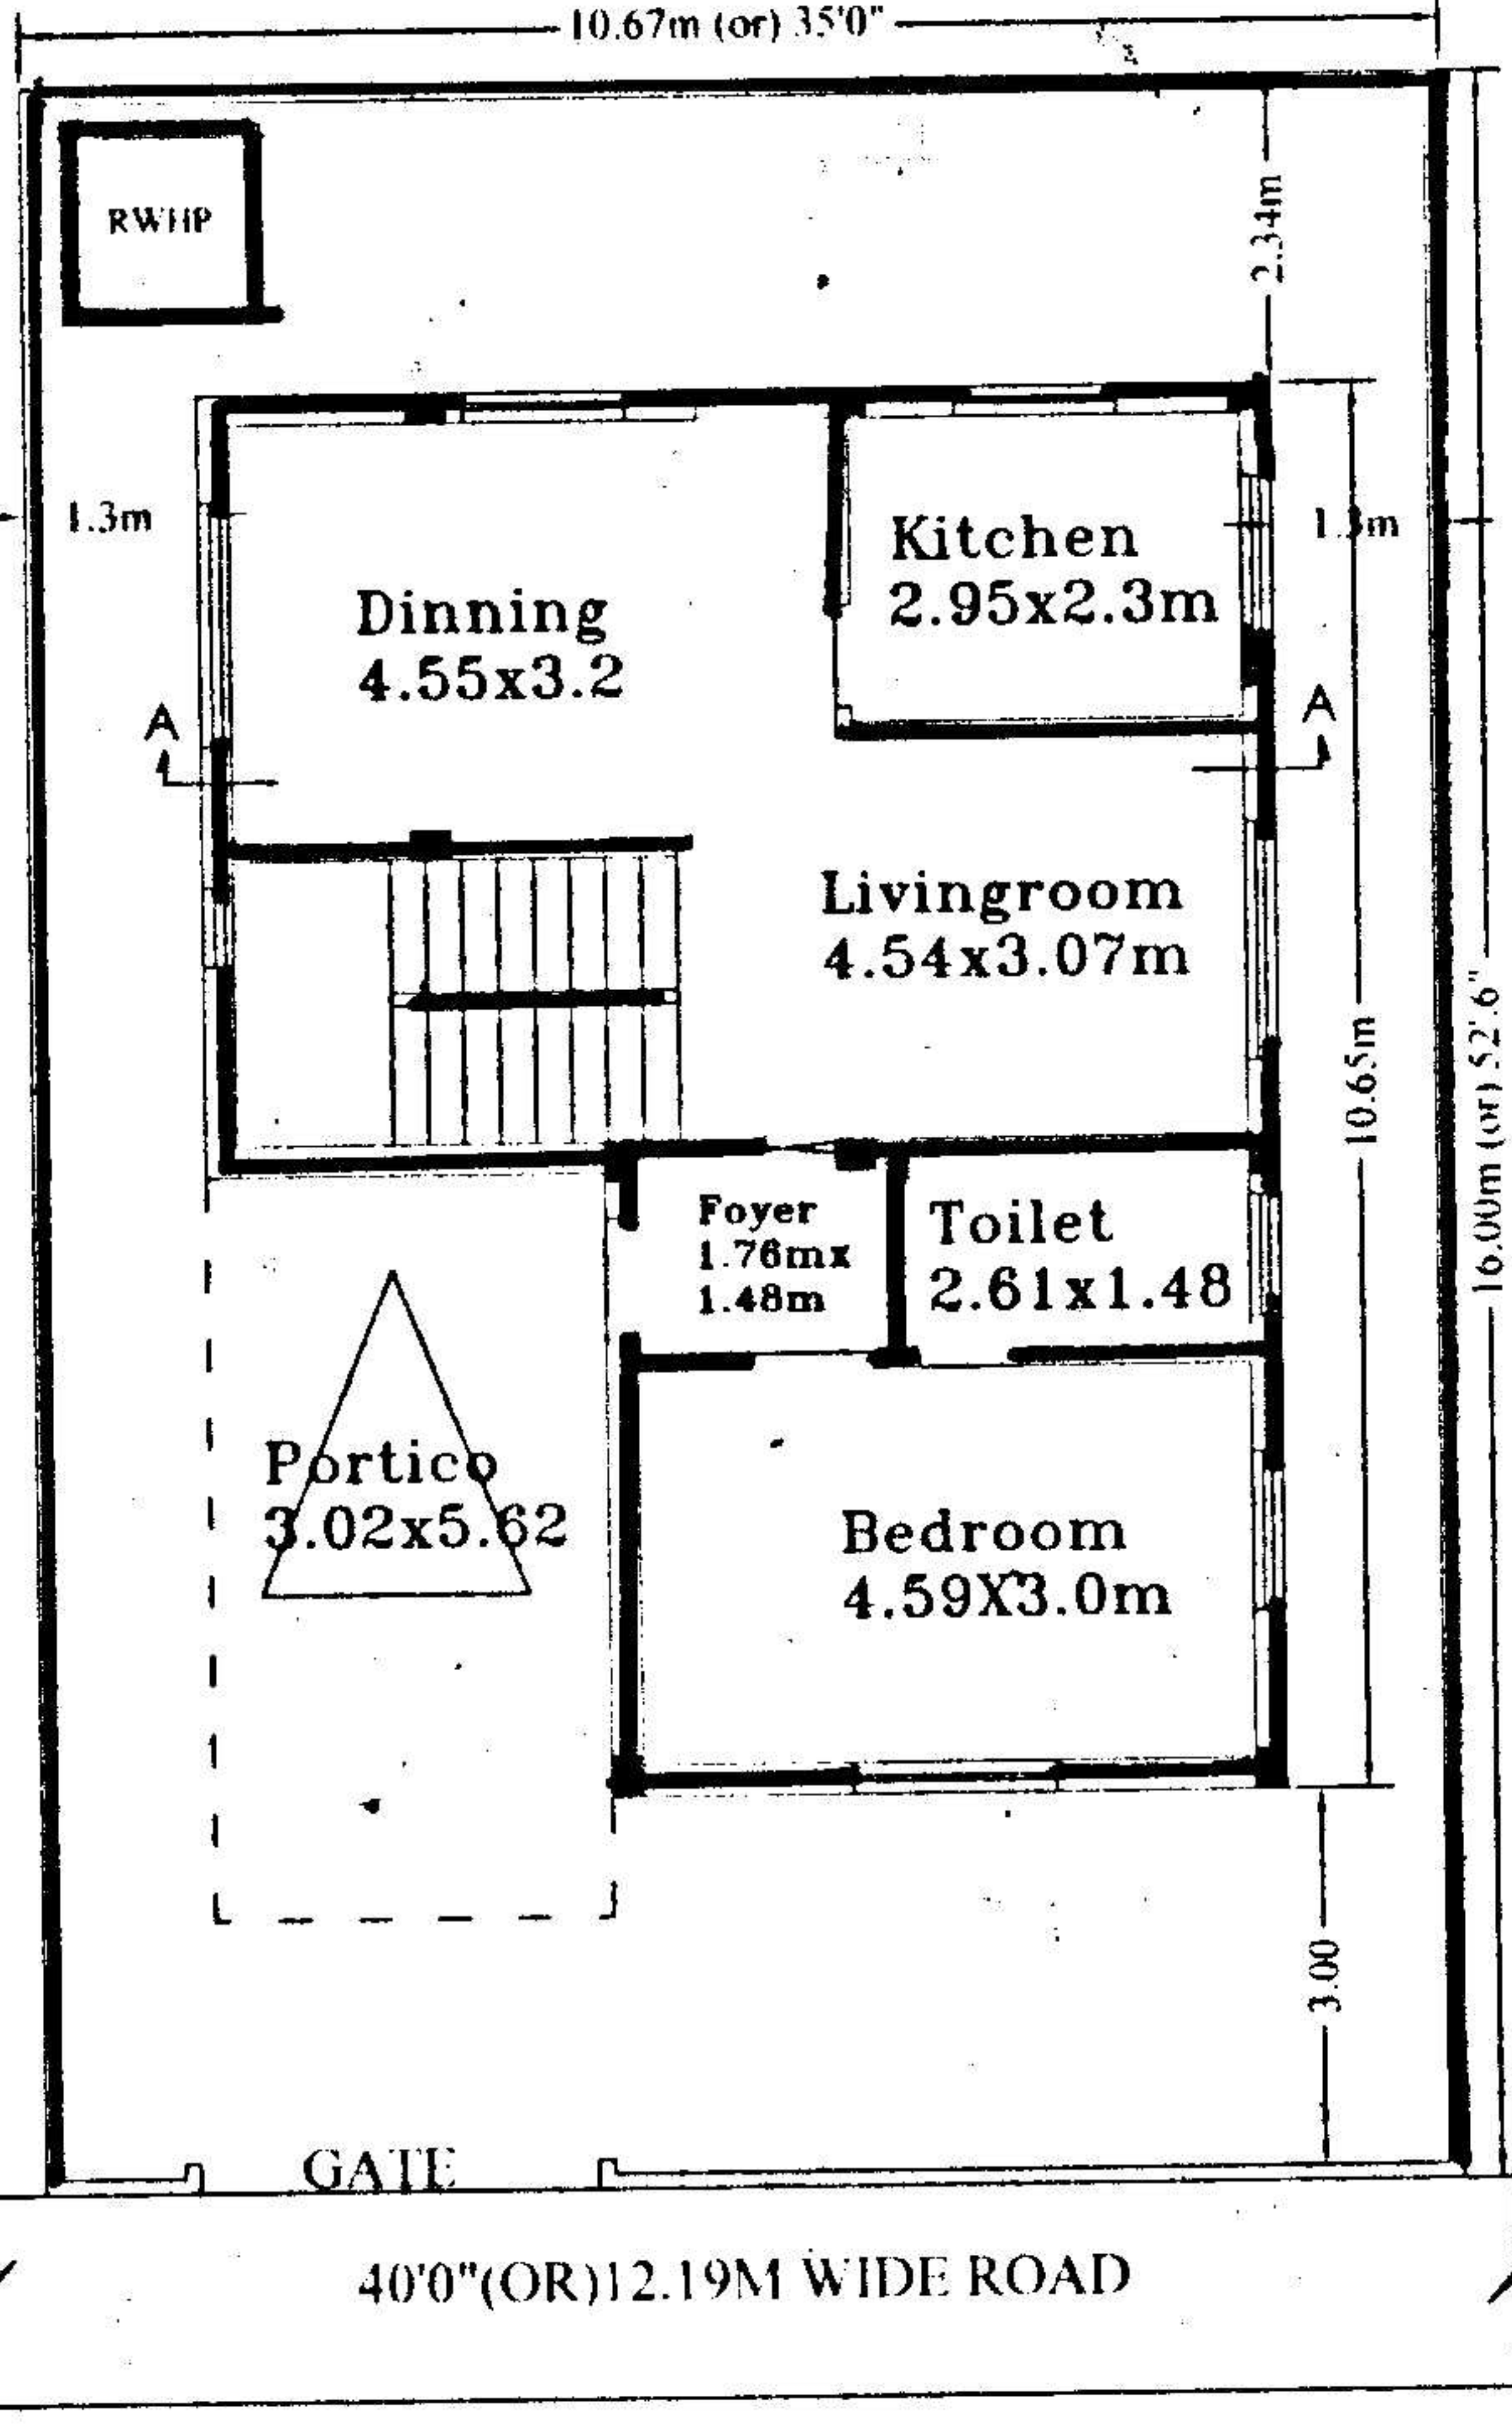 10.67m (or) 35'0"
RWHP
2.34m
1.3m
Kitchen
2.95x2.3m
Dinning
4.55x3.2
A
A
Livingroom
4.54x3.07m
10.65m
16.00m (or) 52'.6"
Foyer
1.76mx
1.48m
Toilet
2.61x1.48
Portico
3.02x5.62
Bedroom
4.59X3.0m
3.00
GATE
40'0"(OR)12.19M WIDE ROAD